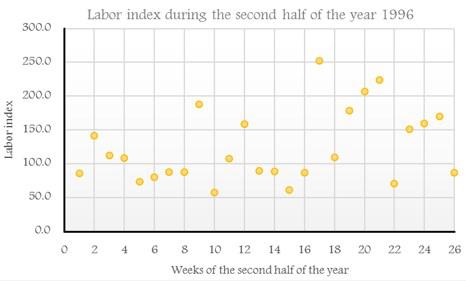 Labor index during the second half of the year 1996
300.0
250.0
200.0
150.0
100.0
50.0
0.0
Labor index
0 2 4 6 8 10 12 14 16 18 20 22 24 26
Weeks of the second half of the year